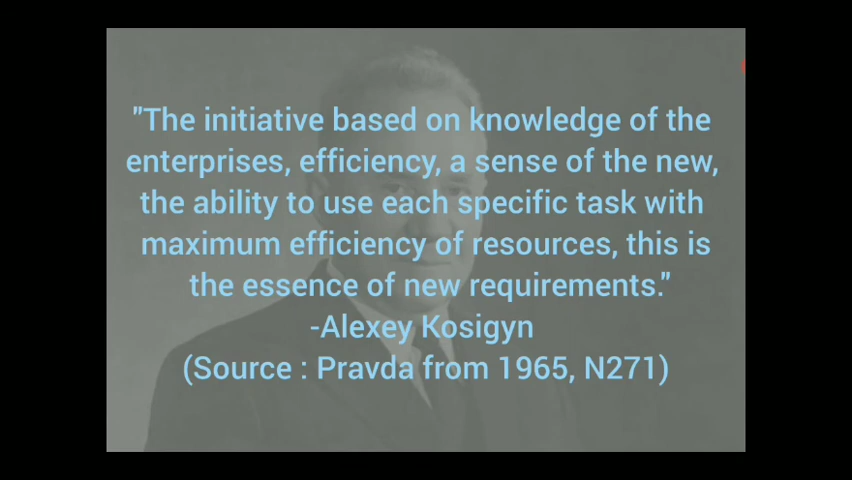 "The initiative based on knowledge of the
enterprises, efficiency, a sense of the new,
the ability to use each specific task with
maximum efficiency of resources, this is
the essence of new requirements."
-Alexey Kosigyn
(Source : Pravda from 1965, N271)